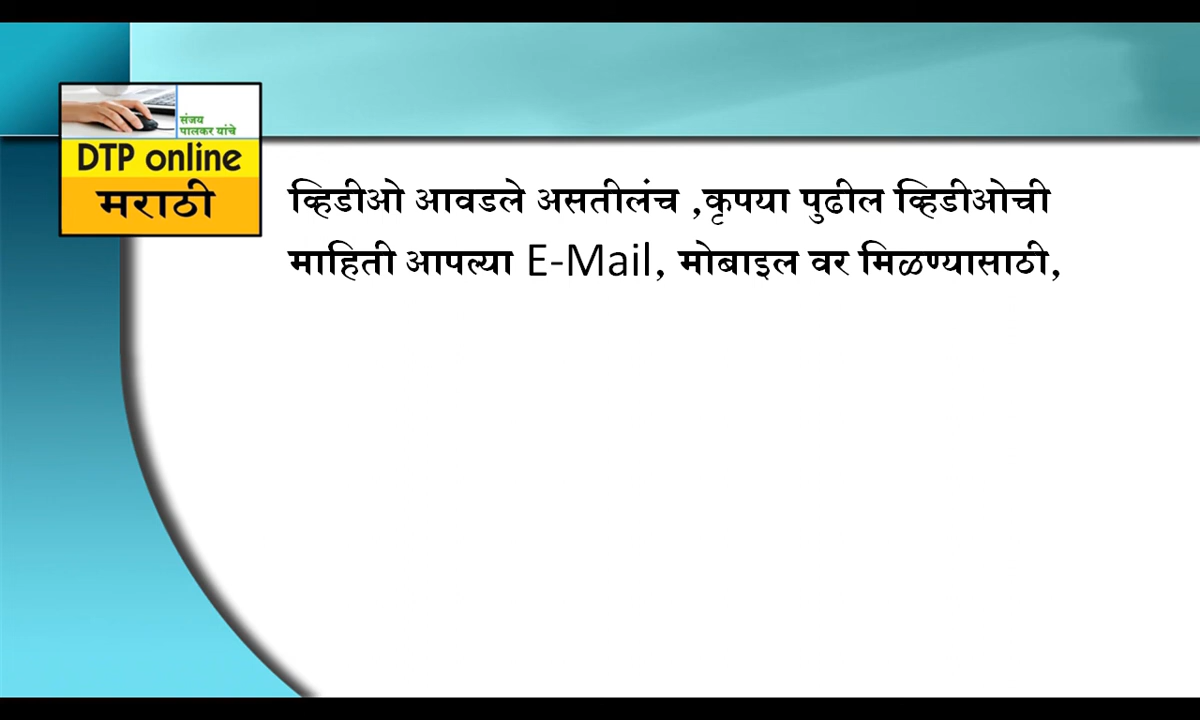 संजय
पालकर यांचे
DTP online
मराठी
व्हिडीओ आवडले असतीलंच ,कृपया पुढील व्हिडीओची
माहिती आपल्या E-Mail, मोबाइल वर मिळण्यासाठी,